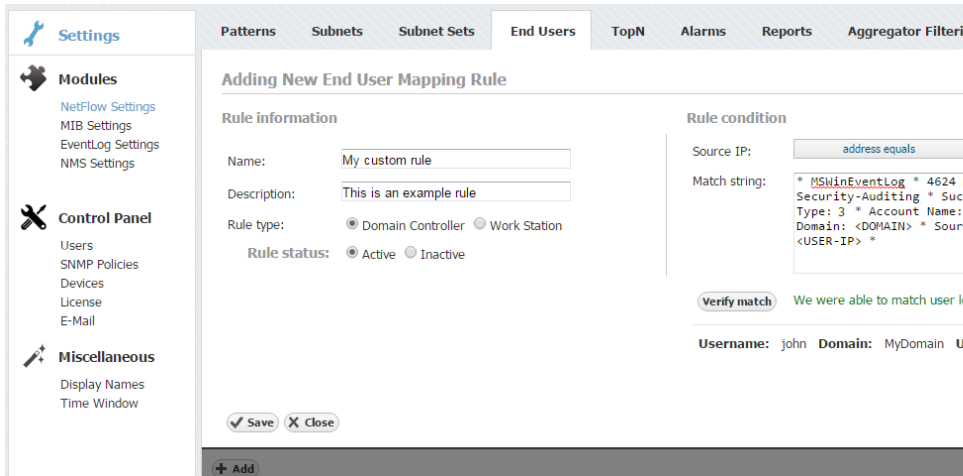 Settings
Patterns Subnets Subnet Sets End Users TopN Alarms Reports Aggregator Filteri
Modules
NetFlow Settings
MIB Settings
EventLog Settings
NMS Settings
Control Panel
Users
SNMP Policies
Devices
License
E-Mail
Miscellaneous
Display Names
Time Window
Adding New End User Mapping Rule
Rule information
Name: My custom rule
Description: This is an example rule
Rule type: Domain Controller Work Station
Rule status: Active Inactive
Rule condition
Source IP: address equals
Match string: * MSWinEventLog * 4624
Security-Auditing * Suc
Type: 3 * Account Name:
Domain: <DOMAIN> * Sour
<USER-IP> *
Verify match We were able to match user l
Username: john Domain: MyDomain U
Save Close
Add